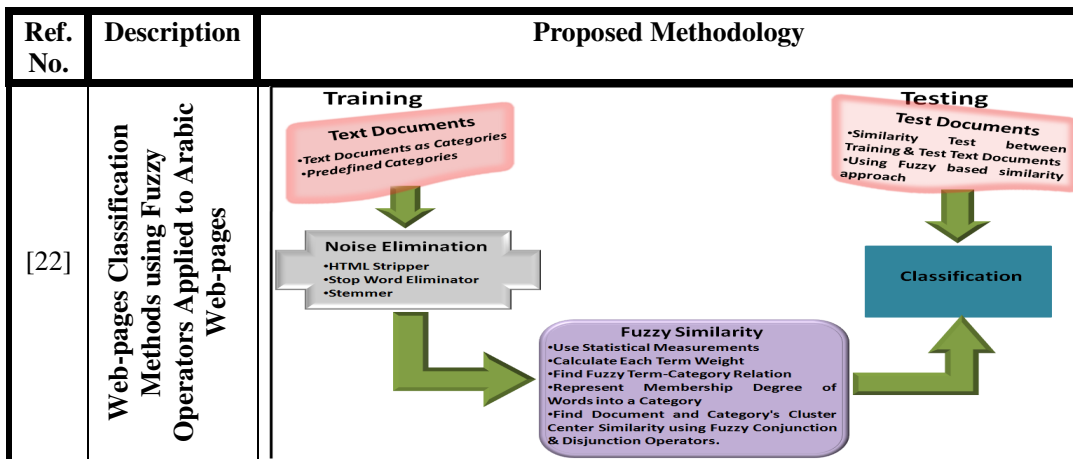 Ref.
No.
Description
Proposed Methodology
[22]
Web-pages Classification
Methods using Fuzzy
Operators Applied to Arabic
Web-pages
Training
Text Documents
•Text Documents as Categories
•Predefined Categories
Noise Elimination
•HTML Stripper
•Stop Word Eliminator
•Stemmer
Fuzzy Similarity
•Use Statistical Measurements
•Calculate Each Term Weight
•Find Fuzzy Term-Category Relation
•Represent Membership Degree of
Words into a Category
•Find Document and Category's Cluster
Center Similarity using Fuzzy Conjunction
& Disjunction Operators.
Testing
Test Documents
•Similarity Test between
Training & Test Text Documents
•Using Fuzzy based similarity
approach
Classification